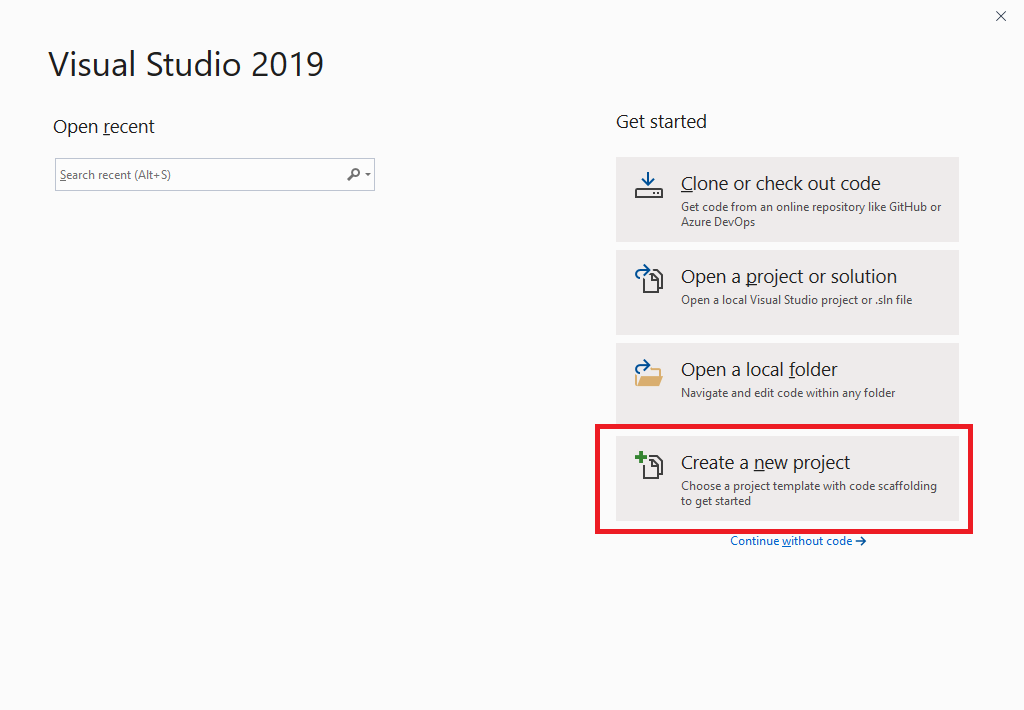 Visual Studio 2019
Open recent
Search recent (Alt+S)
Get started
Clone or check out code
Get code from an online repository like GitHub or
Azure DevOps
Open a project or solution
Open a local Visual Studio project or .sln file
Open a local folder
Navigate and edit code within any folder
Create a new project
Choose a project template with code scaffolding
to get started
Continue without code →